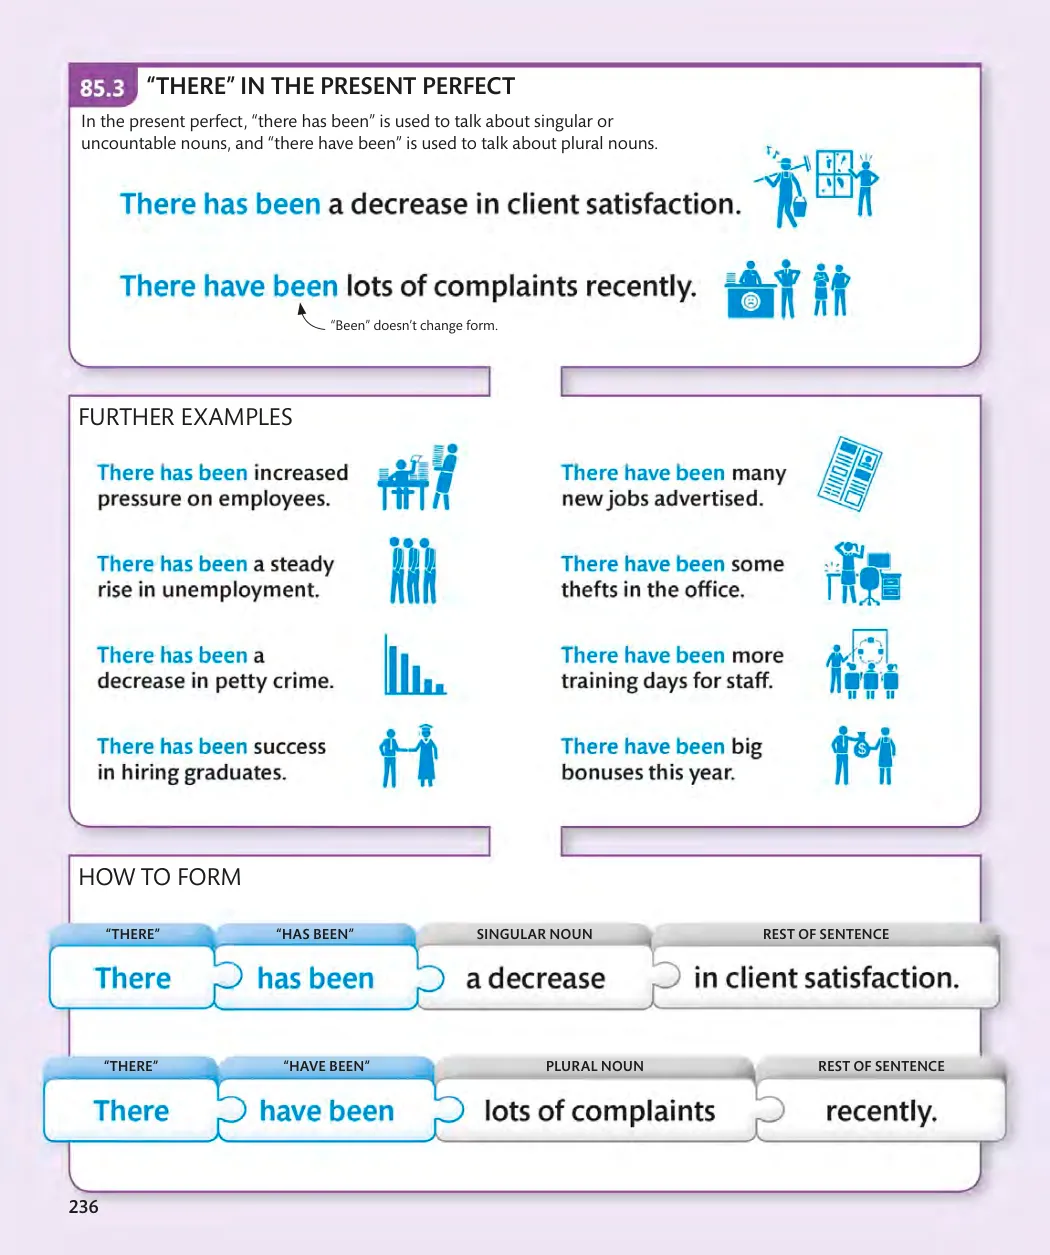 85.3 “THERE” IN THE PRESENT PERFECT
In the present perfect, “there has been” is used to talk about singular or
uncountable nouns, and “there have been” is used to talk about plural nouns.
There has been a decrease in client satisfaction.
There have been lots of complaints recently.
“Been” doesn’t change form.
FURTHER EXAMPLES
There has been increased
pressure on employees.
There has been a steady
rise in unemployment.
There has been a
decrease in petty crime.
There has been success
in hiring graduates.
There have been many
new jobs advertised.
There have been some
thefts in the office.
There have been more
training days for staff.
There have been big
bonuses this year.
$
HOW TO FORM
“THERE” “HAS BEEN” SINGULAR NOUN REST OF SENTENCE
There has been a decrease in client satisfaction.
“THERE” “HAVE BEEN” PLURAL NOUN REST OF SENTENCE
There have been lots of complaints recently.
236